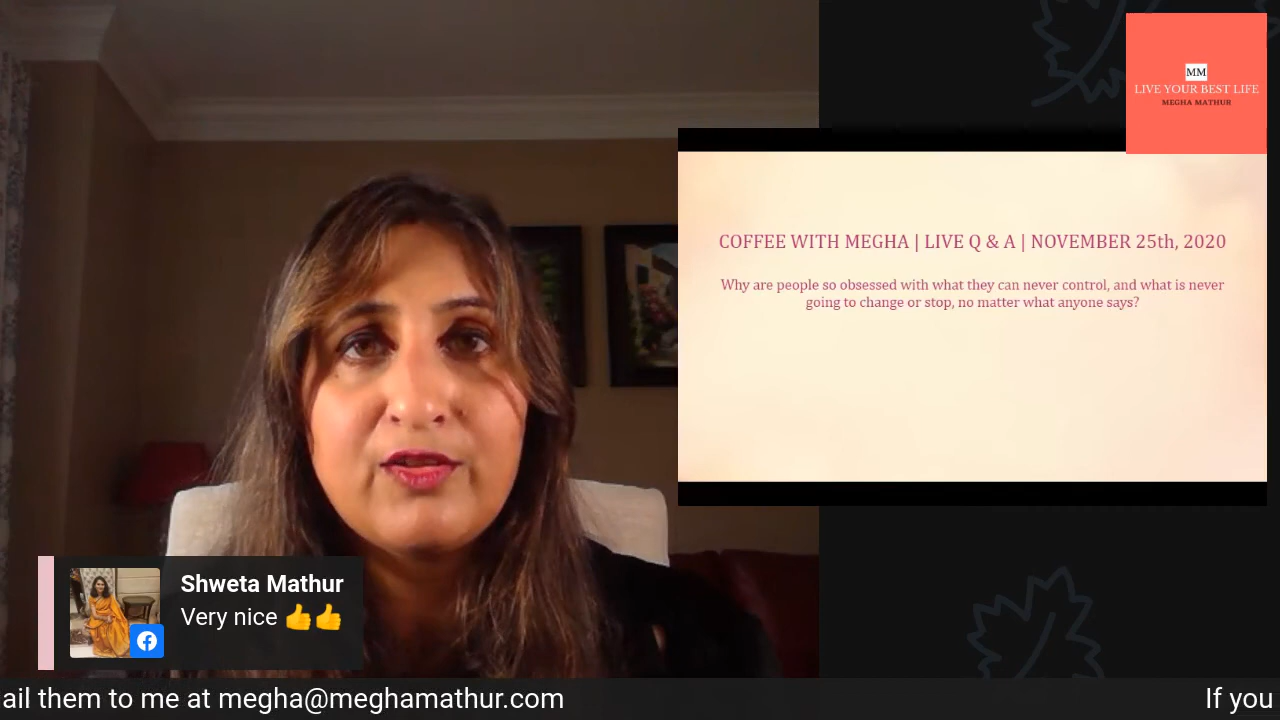 MM
LIVE YOUR BEST LIFE
MEGHA MATHUR
COFFEE WITH MEGHA | LIVE Q & A | NOVEMBER 25th, 2020
Why are people so obsessed with what they can never control, and what is never
going to change or stop, no matter what anyone says?
Shweta Mathur
Very nice 👍👍
ail them to me at megha@meghamathur.com
If you